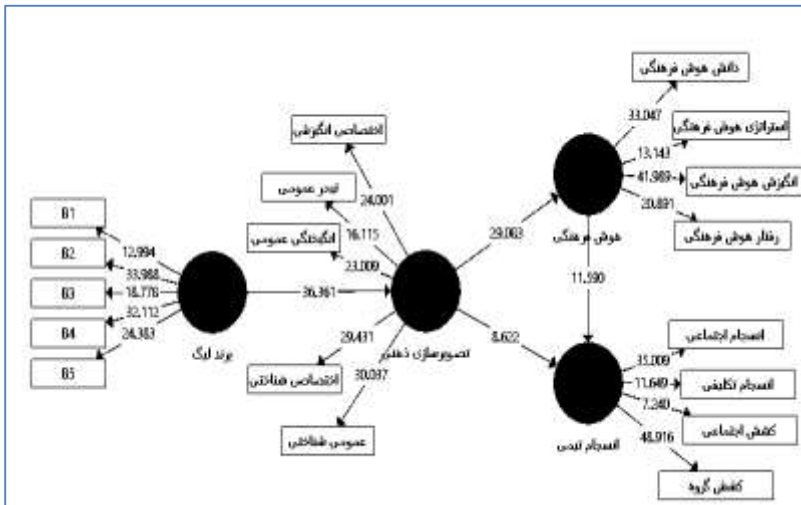 دانش هوش فرهنگی
33.047
استراتژی هوش فرهنگی
13.143
انگیزش هوش فرهنگی
41.989
رفتار هوش فرهنگی
20.891
هوش فرهنگی
اختصاصی انگیزشی
24.001
تبحر عمومی
16.115
انگیختگی عمومی
23.009
B1
12.994
B2
33.988
B3
18.778
B4
32.112
B5
24.383
برند لیگ
36.361
تصویرسازی ذهنی
29.063
11.590
8.622
29.431
اختصاصی شناختی
30.037
عمومی شناختی
انسجام اجتماعی
35.009
انسجام تکلیفی
11.649
کشش اجتماعی
7.240
48.916
کشش گروه
انسجام تیمی